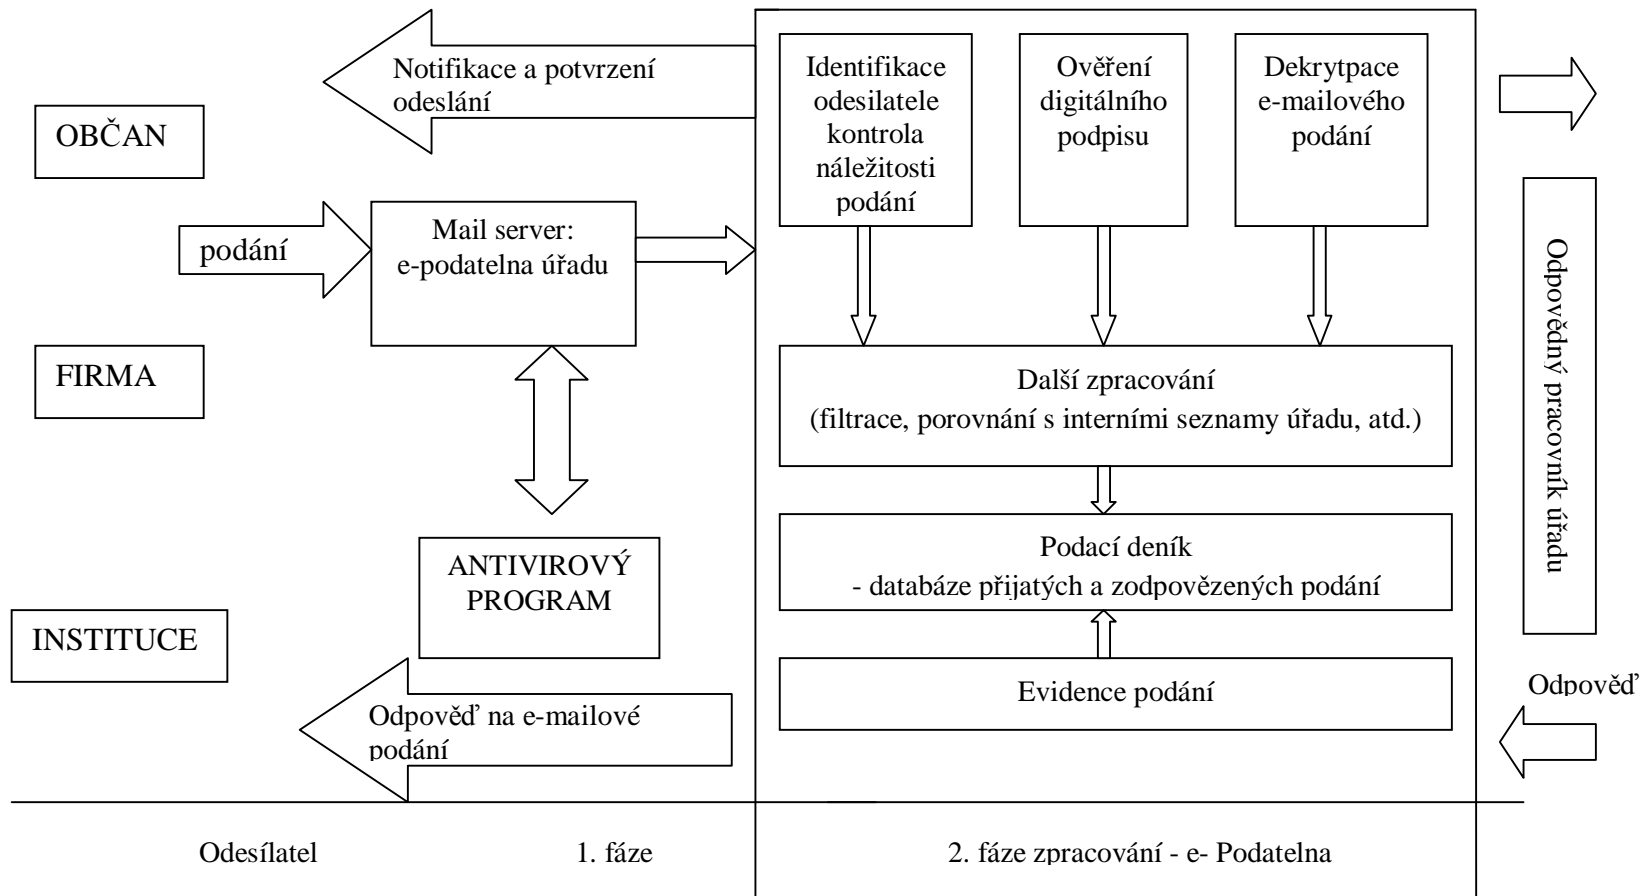 Notifikace a potvrzení
odeslání
OBČAN
podání
Mail server:
e-podatelna úřadu
FIRMA
ANTIVIROVÝ
PROGRAM
INSTITUCE
Odpověď na e-mailové
podání
Identifikace
odesilatele
kontrola
náležitosti
podání
Ověření
digitálního
podpisu
Dekrytpace
e-mailového
podání
Další zpracování
(filtrace, porovnání s interními seznamy úřadu, atd.)
Podací deník
- databáze přijatých a zodpovězených podání
Evidence podání
Odpovědný pracovník úřadu
Odpověď
Odesílatel
1. fáze
2. fáze zpracování - e- Podatelna